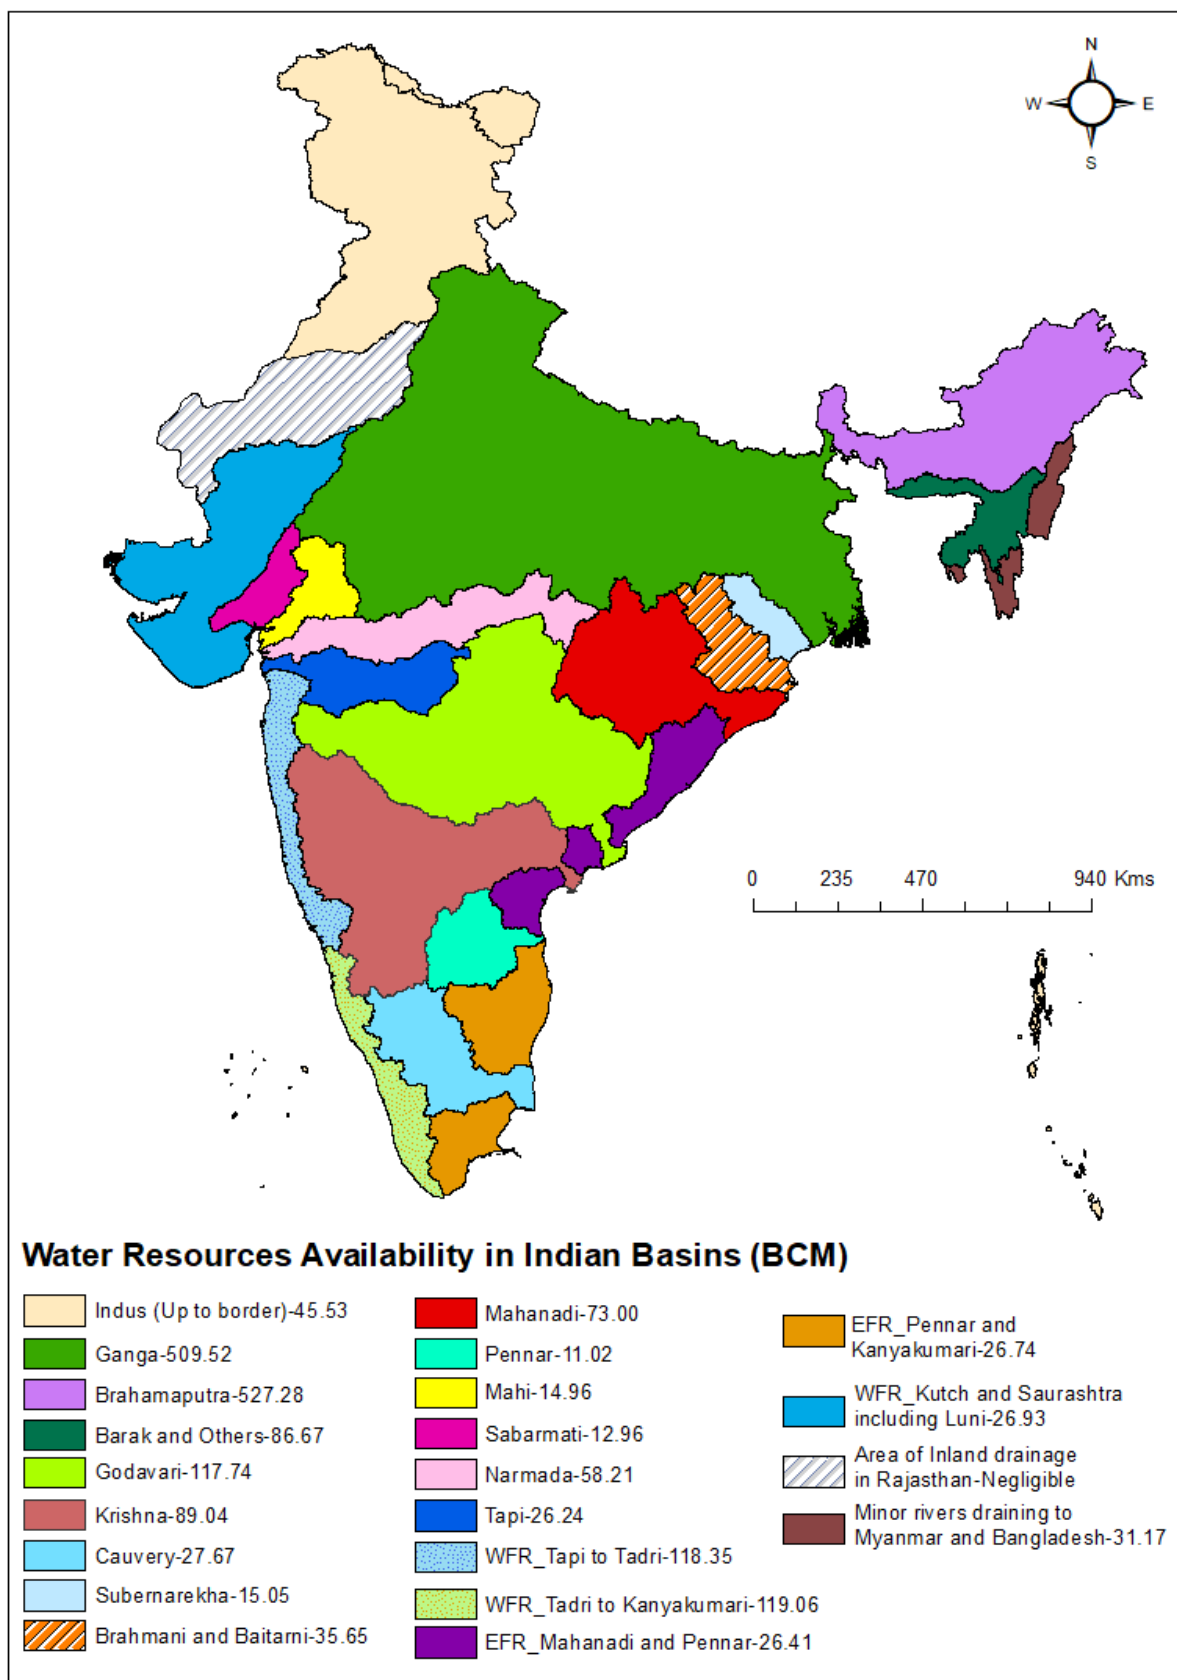 N
W E
S
0 235 470 940 Kms
Water Resources Availability in Indian Basins (BCM)
Indus (Up to border)-45.53
Ganga-509.52
Brahamaputra-527.28
Barak and Others-86.67
Godavari-117.74
Krishna-89.04
Cauvery-27.67
Subernarekha-15.05
Brahmani and Baitarni-35.65
Mahanadi-73.00
Pennar-11.02
Mahi-14.96
Sabarmati-12.96
Narmada-58.21
Tapi-26.24
WFR_Tapi to Tadri-118.35
WFR_Tadri to Kanyakumari-119.06
EFR_Mahanadi and Pennar-26.41
EFR_Pennar and
Kanyakumari-26.74
WFR_Kutch and Saurashtra
including Luni-26.93
Area of Inland drainage
in Rajasthan-Negligible
Minor rivers draining to
Myanmar and Bangladesh-31.17